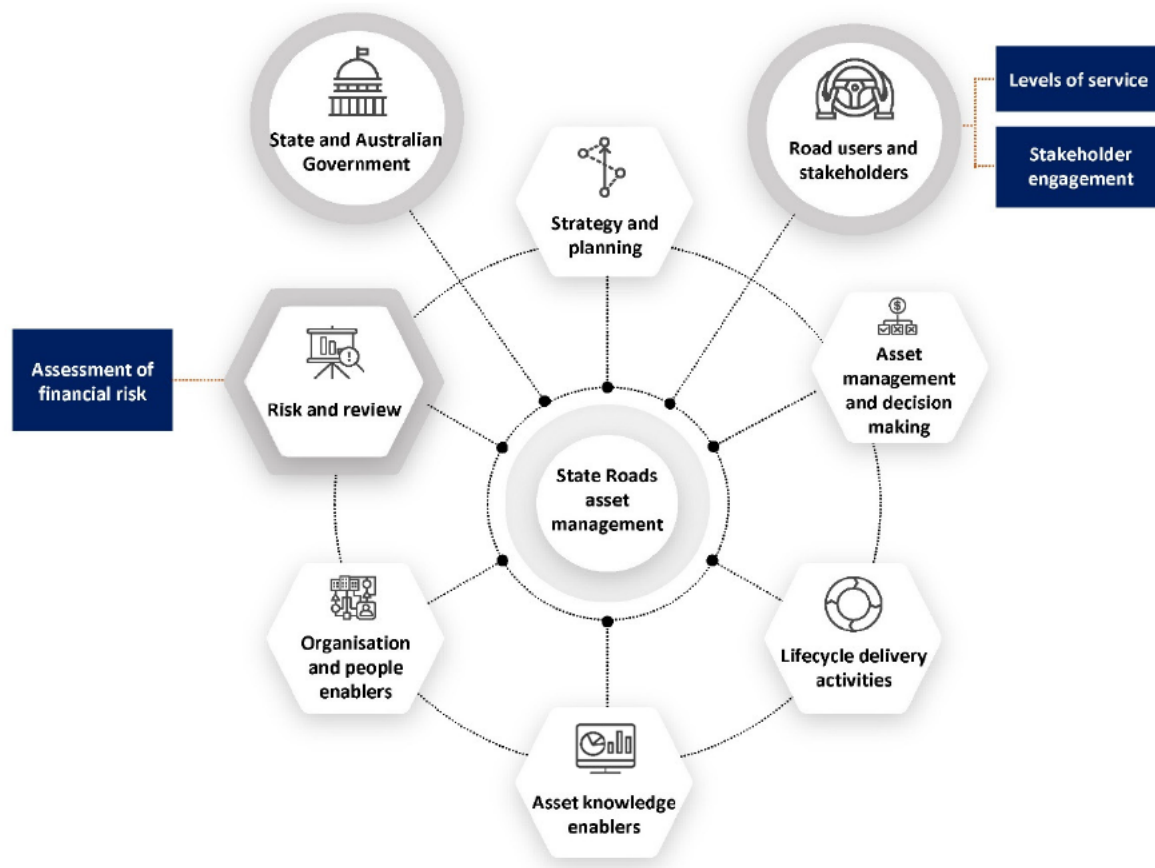 State and Australian
Government
Road users and
stakeholders
Levels of service
Stakeholder
engagement
Strategy and
planning
Assessment of
financial risk
Risk and review
$
Asset
management
and decision
making
State Roads
asset
management
Organisation
and people
enablers
Lifecycle delivery
activities
Asset knowledge
enablers